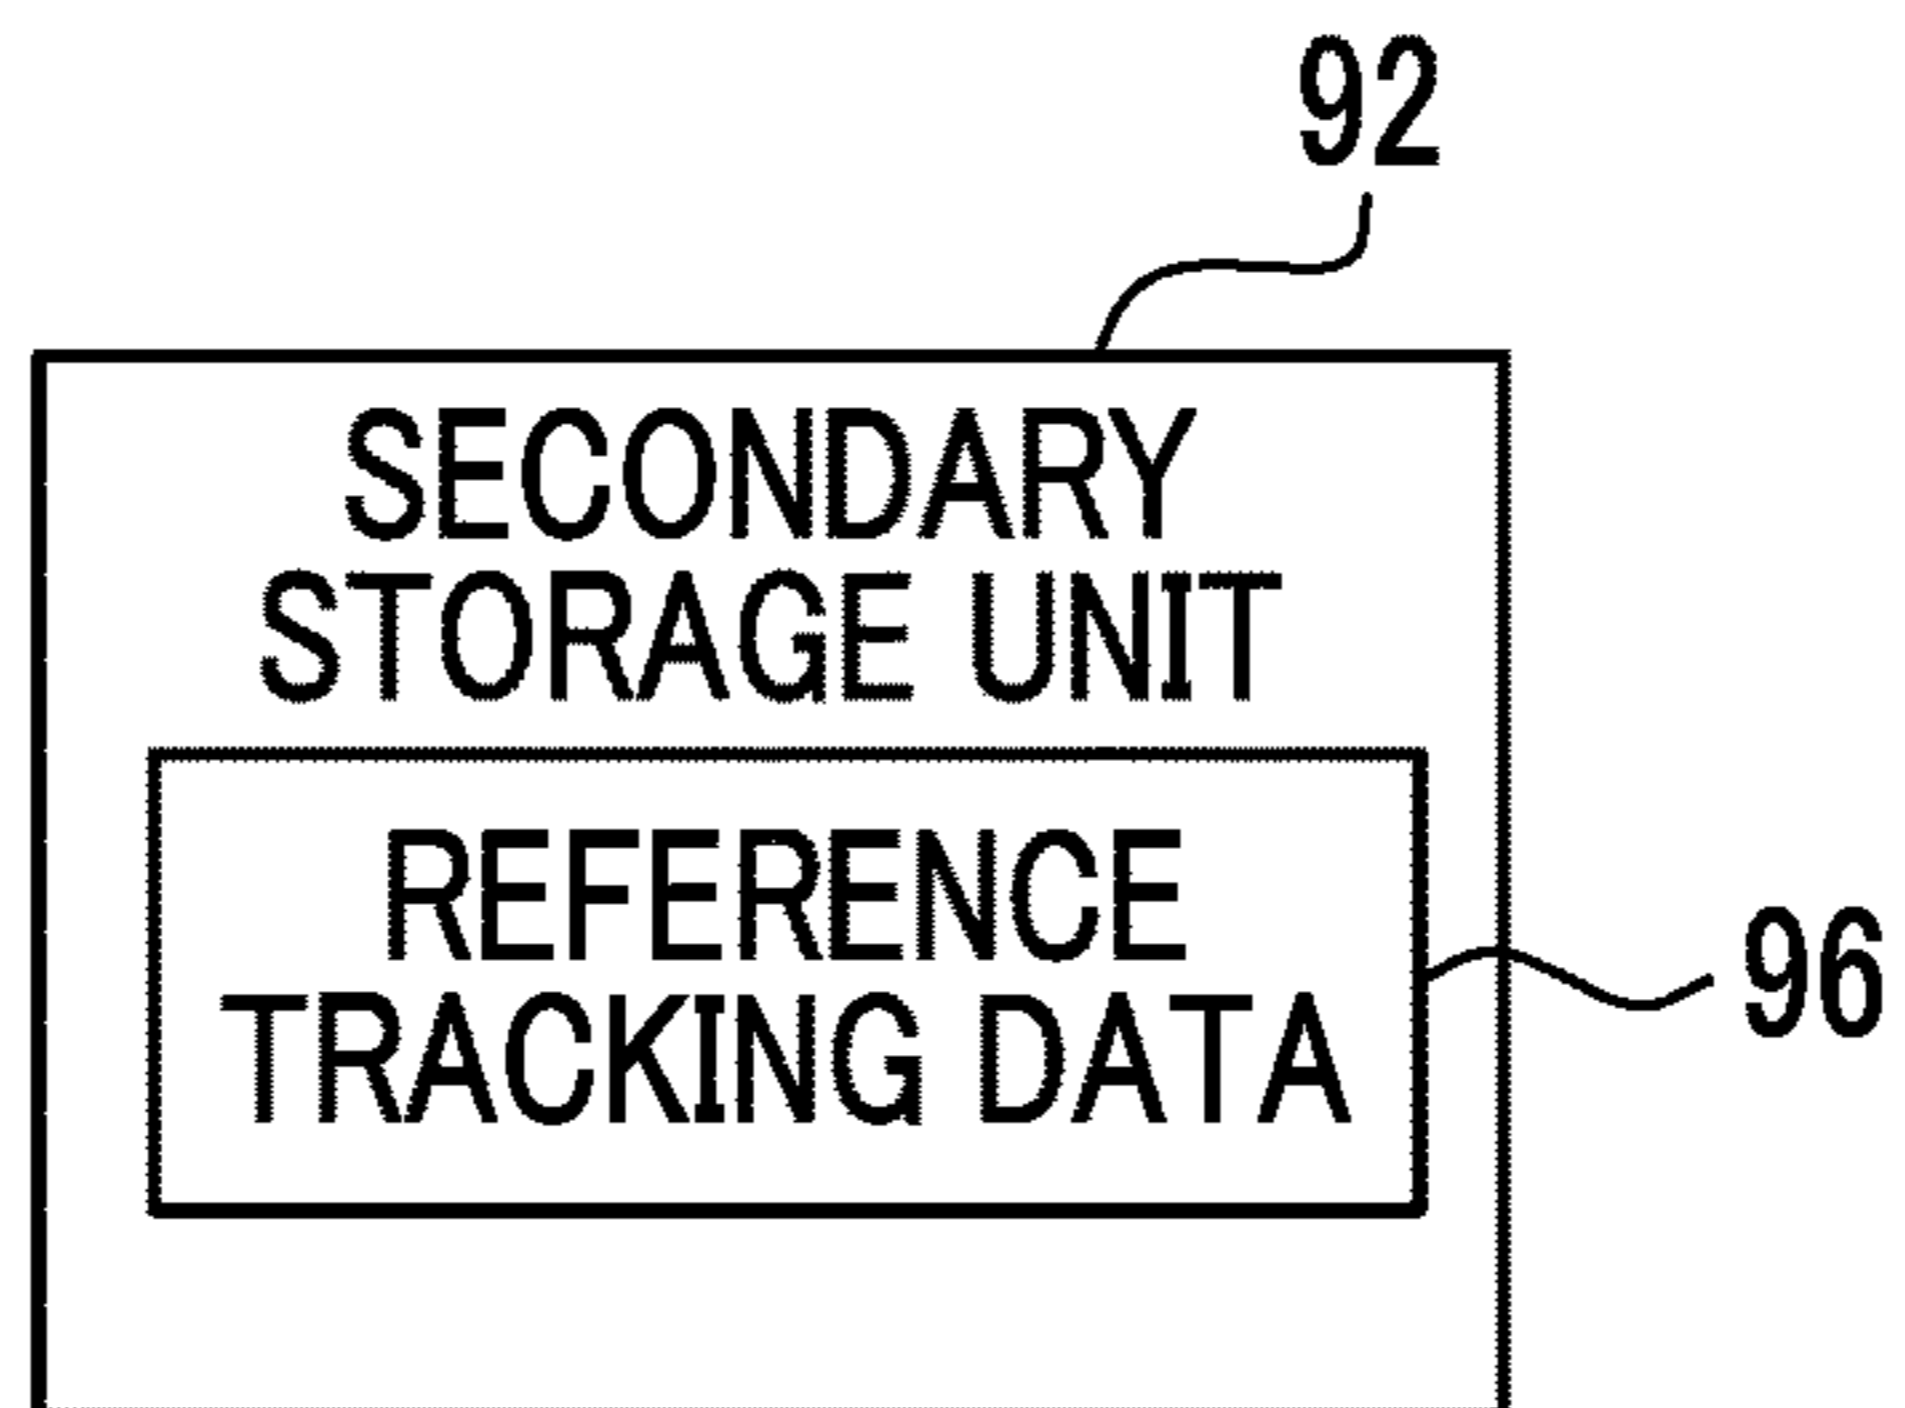 92
SECONDARY
STORAGE UNIT
REFERENCE
TRACKING DATA
96